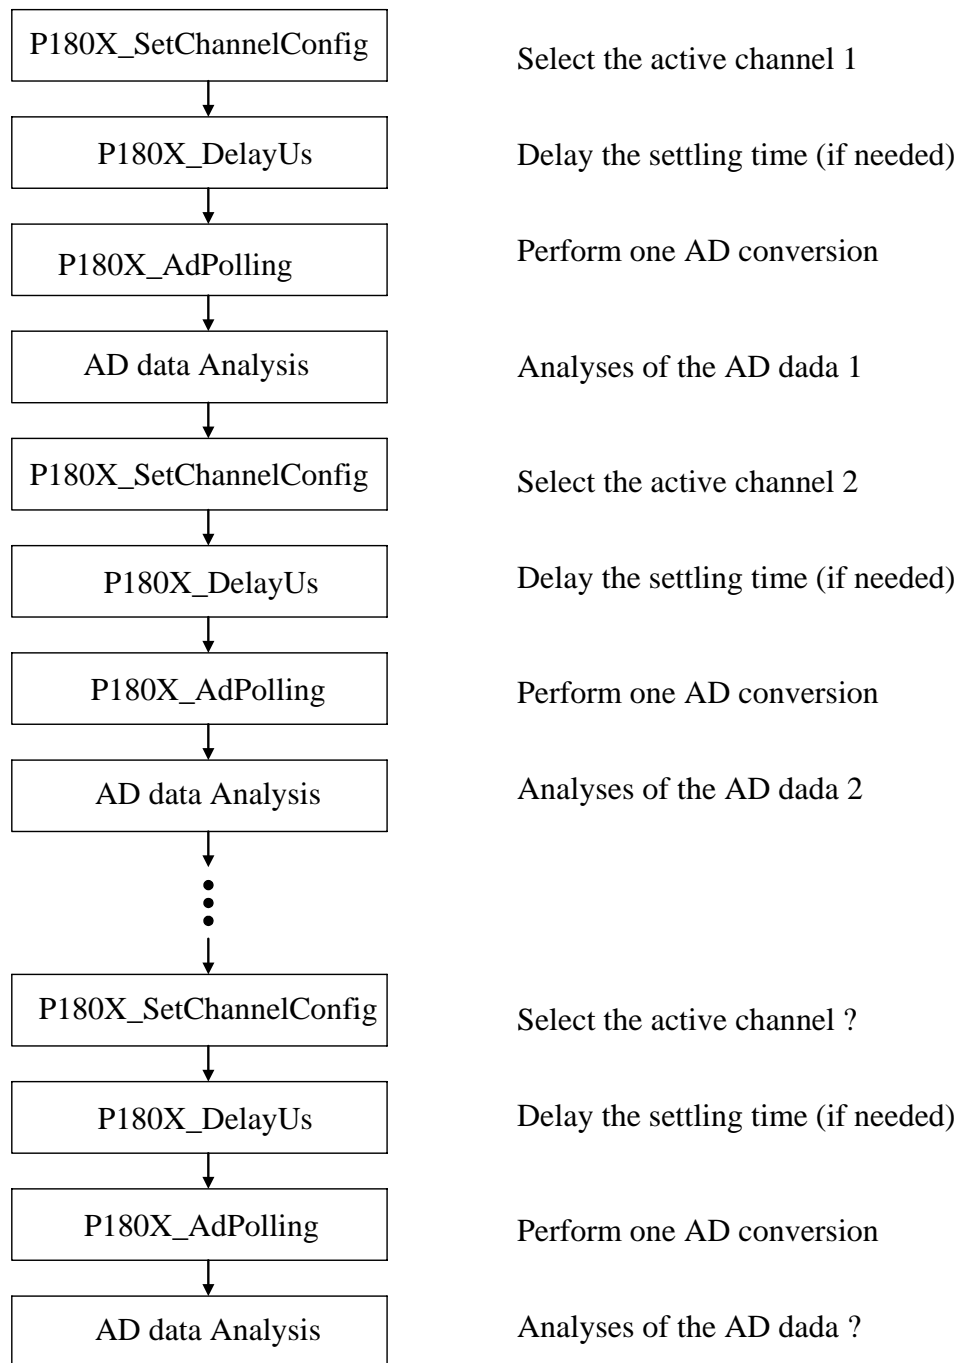 P180X_SetChannelConfig
Select the active channel 1
P180X_DelayUs
Delay the settling time (if needed)
P180X_AdPolling
Perform one AD conversion
AD data Analysis
Analyses of the AD dada 1
P180X_SetChannelConfig
Select the active channel 2
P180X_DelayUs
Delay the settling time (if needed)
P180X_AdPolling
Perform one AD conversion
AD data Analysis
Analyses of the AD dada 2
P180X_SetChannelConfig
Select the active channel ?
P180X_DelayUs
Delay the settling time (if needed)
P180X_AdPolling
Perform one AD conversion
AD data Analysis
Analyses of the AD dada ?